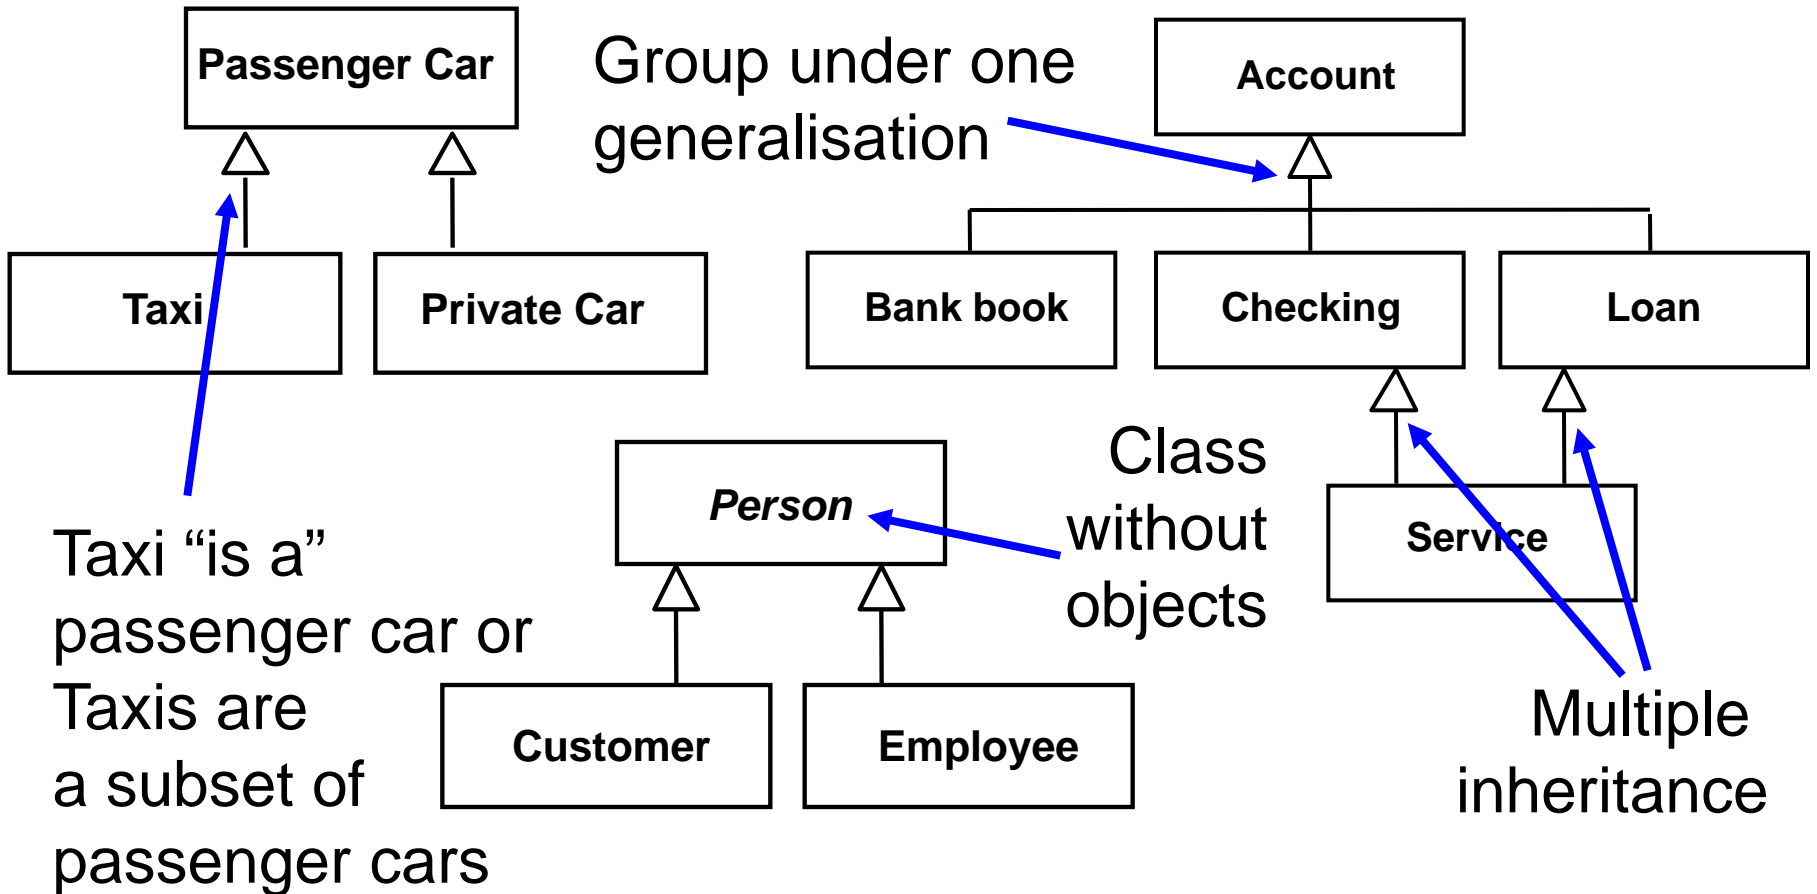 Passenger Car
Group under one
generalisation
Account
Taxi
Private Car
Bank book
Checking
Loan
Person
Class
without
objects
Service
Taxi “is a”
passenger car or
Taxis are
a subset of
passenger cars
Customer
Employee
Multiple
inheritance